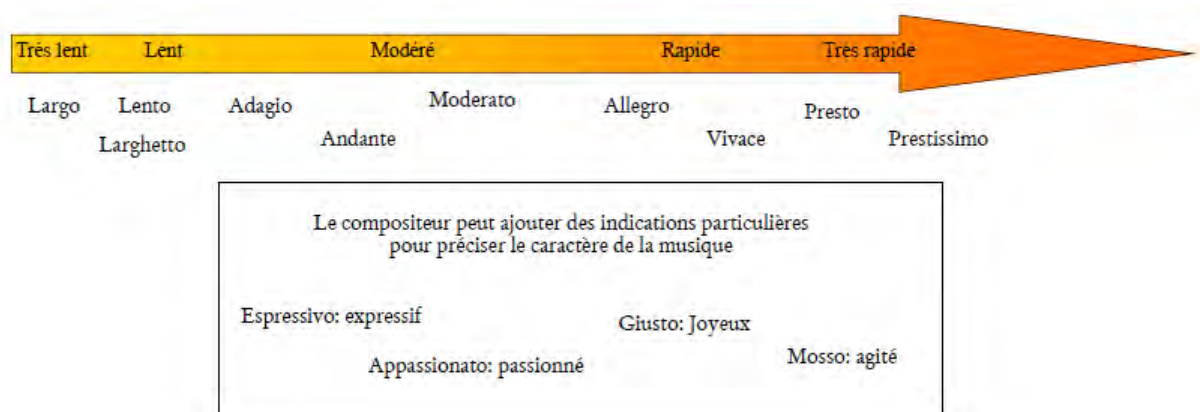 Très lent Lent Modéré Rapide Très rapide
Largo Lento Adagio Moderato Allegro Presto
Larghetto Andante Vivace Prestissimo
Le compositeur peut ajouter des indications particulières
pour préciser le caractère de la musique
Espressivo: expressif Giusto: Joyeux
Appassionato: passionné Mosso: agité